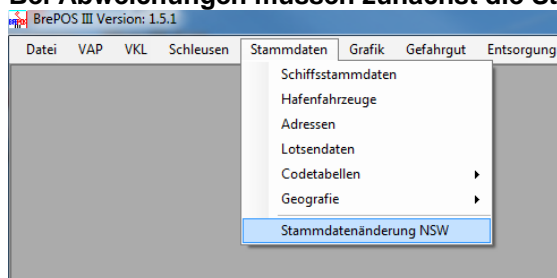 Bei Abweichungen müssen zunächst die
BrePOS III Version: 1.5.1
Datei VAP VKL Schleusen Stammdaten Grafik Gefahrgut Entsorgung
Schiffsstammdaten
Hafenfahrzeuge
Adressen
Lotsendaten
Codetabellen
Geografie
Stammdatenänderung NSW